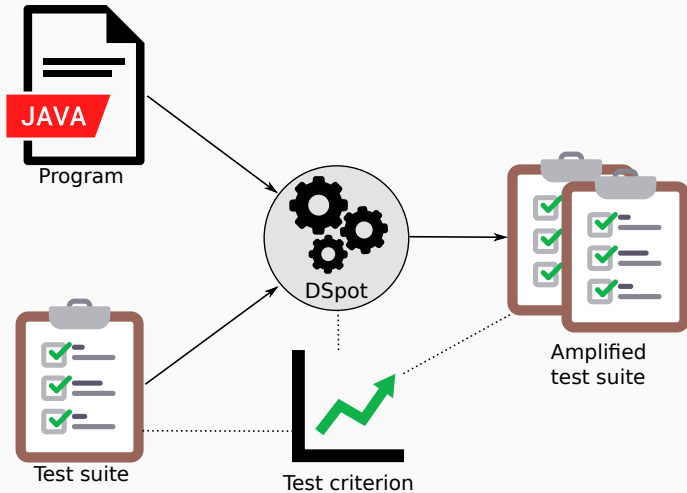 JAVA
Program
DSpot
Amplified
test suite
Test suite
Test criterion